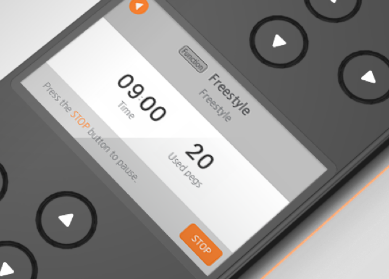 Function
Freestyle
Freestyle
09:00
Time
20
Used pegs
Press the STOP button to pause.
STOP